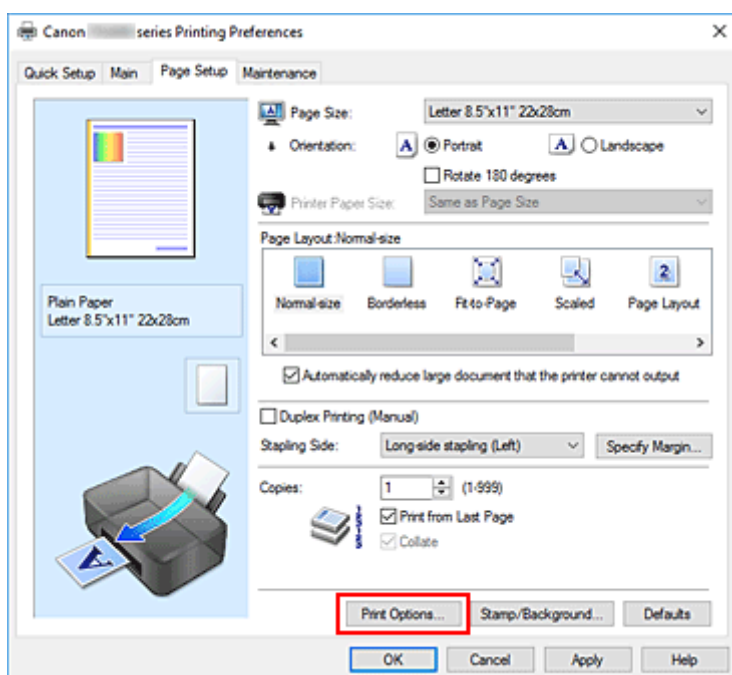 Canon series Printing Preferences
Quick Setup Main Page Setup Maintenance
Page Size: Letter 8.5"x11" 22x28cm
Orientation: A Portrait A Landscape
Rotate 180 degrees
Printer Paper Size: Same as Page Size
Page Layout:Normal-size
2
Normal-size Borderless Fit-to-Page Scaled Page Layout
Plain Paper
Letter 8.5"x11" 22x28cm
Automatically reduce large document that the printer cannot output
Duplex Printing (Manual)
Stapling Side: Long-side stapling (Left) Specify Margin...
Copies: 1 (1-999)
Print from Last Page
Collate
A
Print Options... Stamp/Background... Defaults
OK Cancel Apply Help